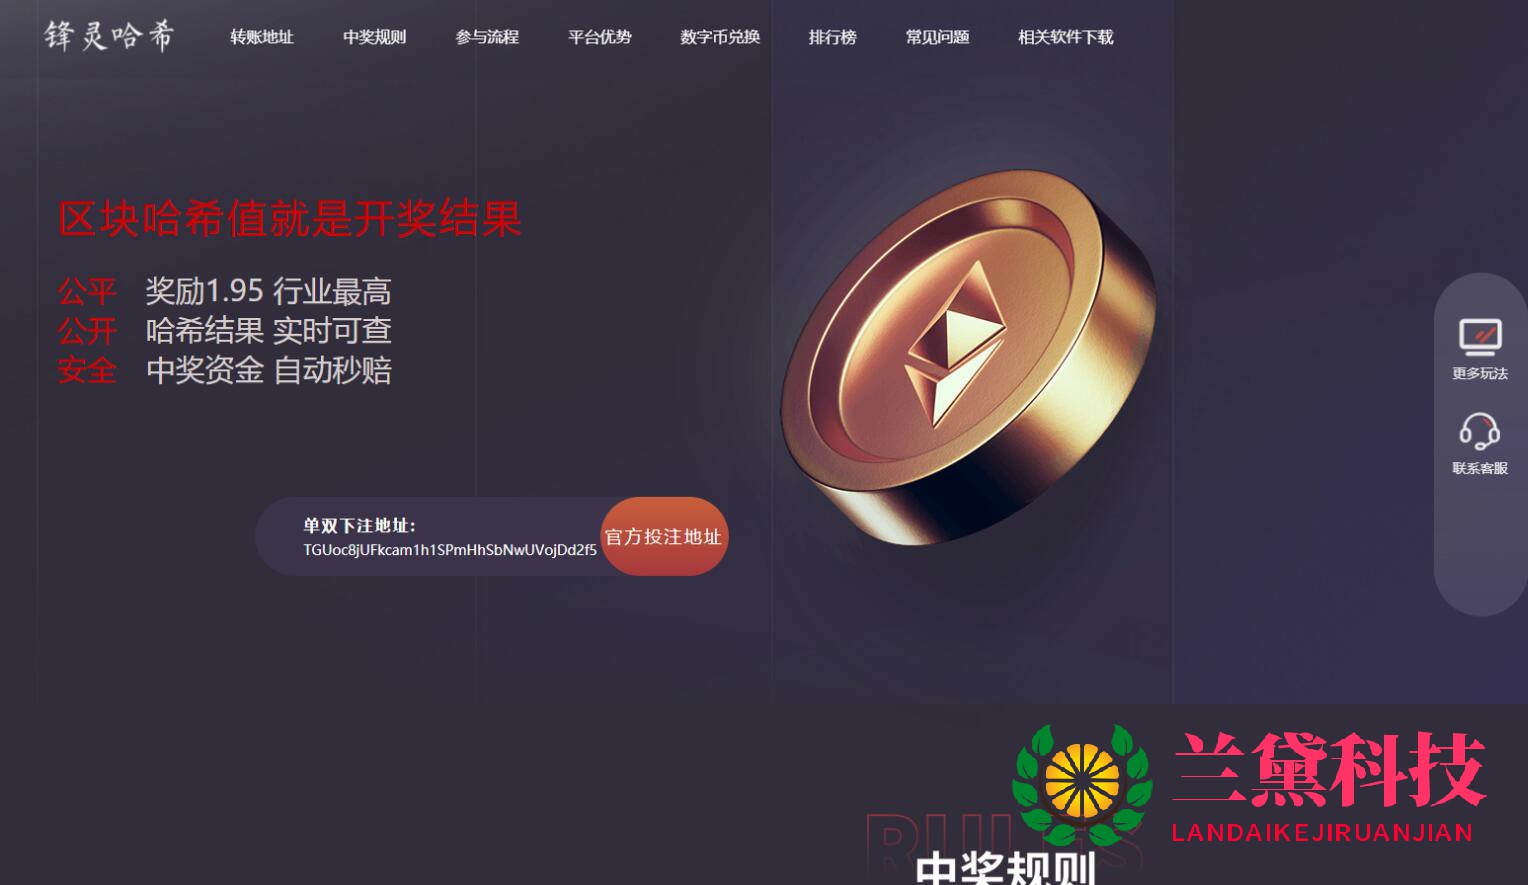 锋灵哈希
转账地址 中奖规则 参与流程 平台优势 数字币兑换 排行榜 常见问题 相关软件下载
区块哈希值就是开奖结果
公平 奖励1.95 行业最高
公开 哈希结果 实时可查
安全 中奖资金 自动秒赔
更多玩法
联系客服
单双下注地址:
TGUoc8jUFkcam1h1SPmHhSbNwUVojDd2f5
官方投注地址
兰黛科技
LANDAIKEJIRUANJIAN
RULES
中奖规则